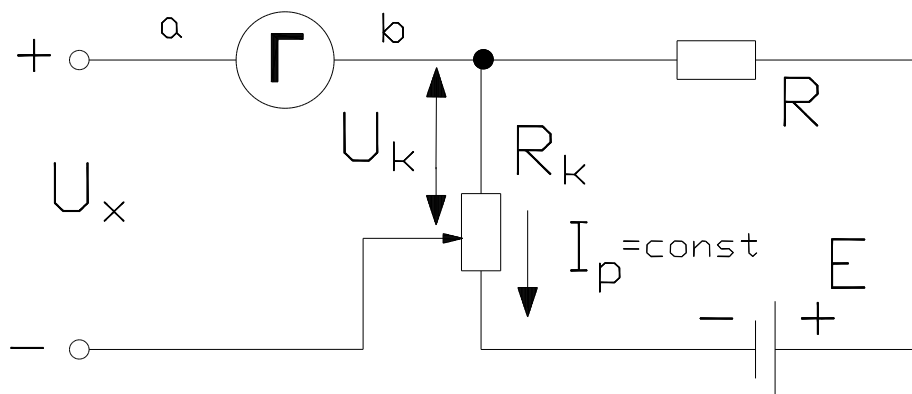 a
b
+
Г
R
U_k
R_k
U_x
I_p=const
E
- +
-